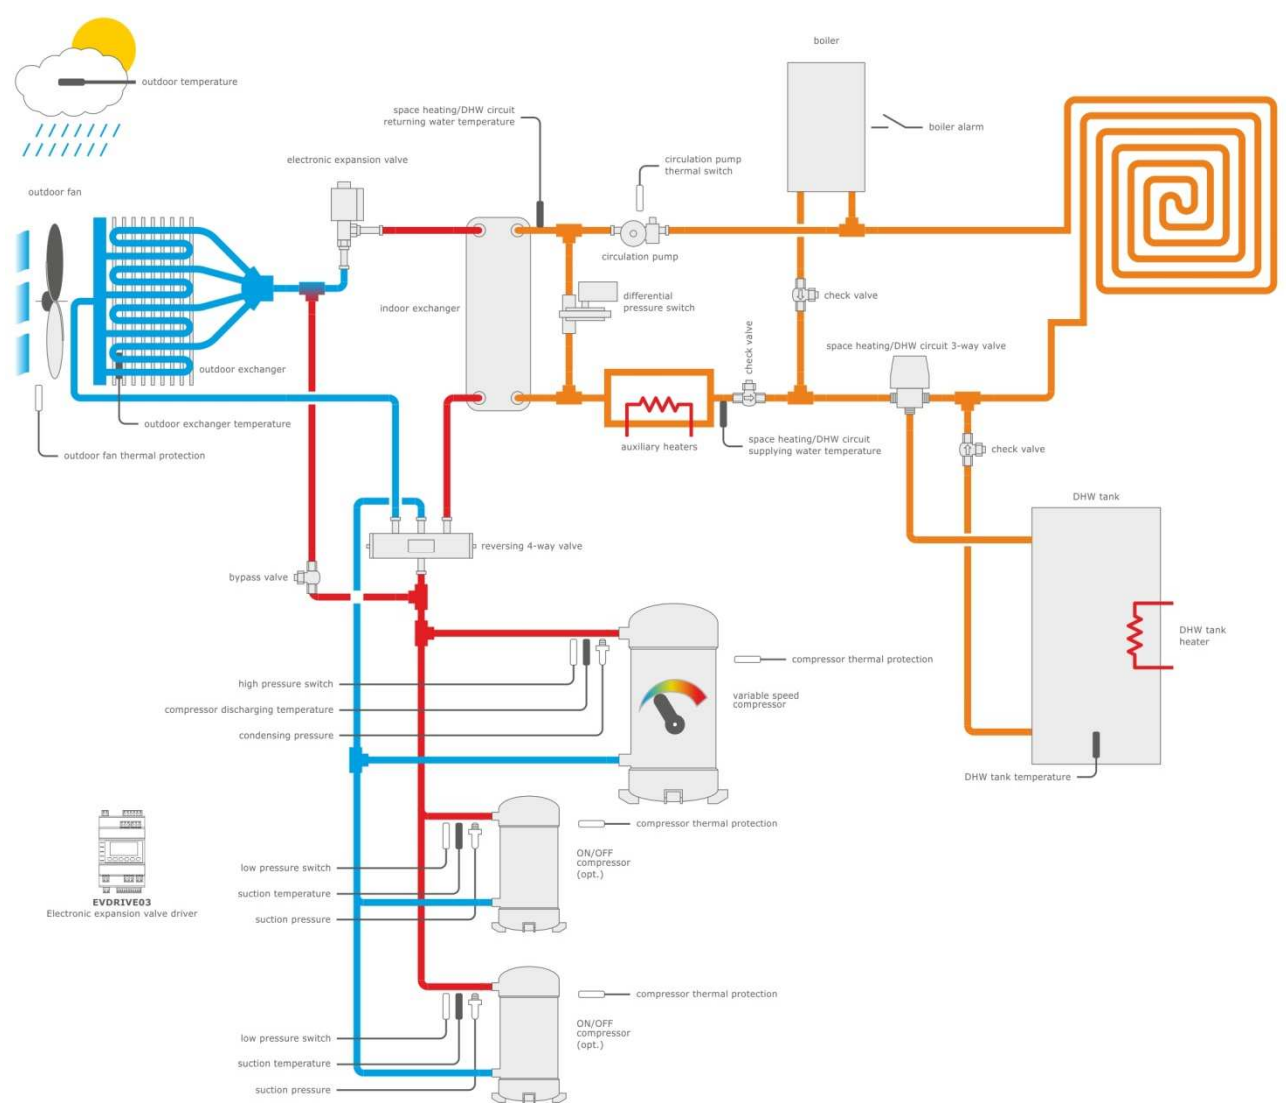 boiler
outdoor temperature
space heating/DHW circuit
returning water temperature
boiler alarm
electronic expansion valve
circulation pump
thermal switch
outdoor fan
circulation pump
indoor exchanger
differential
pressure switch
check valve
check valve
space heating/DHW circuit 3-way valve
outdoor exchanger
outdoor exchanger temperature
outdoor fan thermal protection
auxiliary heaters
space heating/DHW circuit
supplying water temperature
check valve
DHW tank
reversing 4-way valve
bypass valve
DHW tank
heater
compressor thermal protection
high pressure switch
variable speed
compressor
compressor discharging temperature
condensing pressure
DHW tank temperature
compressor thermal protection
ON/OFF
compressor
(opt.)
low pressure switch
suction temperature
suction pressure
EVDRIVE03
Electronic expansion valve driver
compressor thermal protection
ON/OFF
compressor
(opt.)
low pressure switch
suction temperature
suction pressure